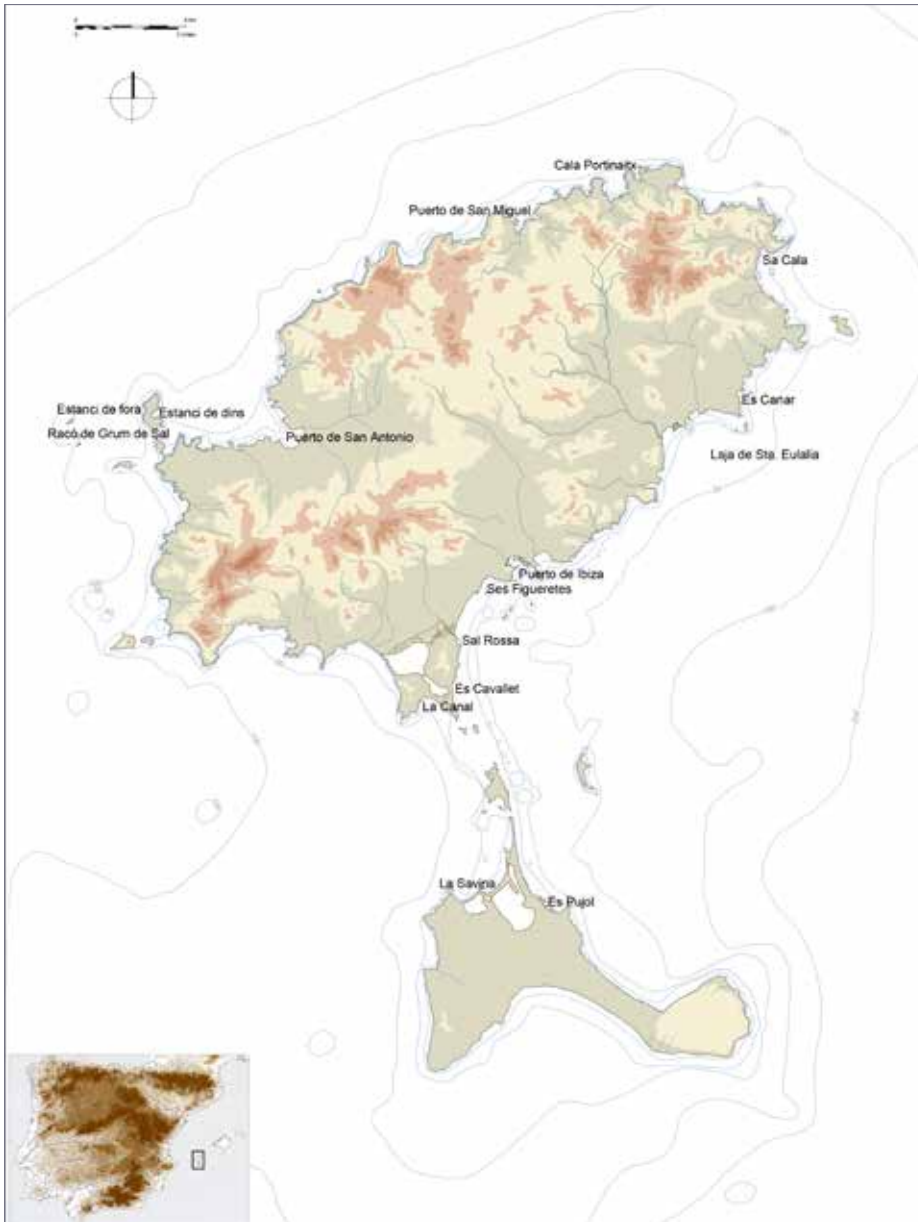 Cala Portinaitx
Puerto de San Miguel
Sa Cala
Es Canar
Estanci de fora
Estanci de dins
Racó de Grum de Sal
Puerto de San Antonio
Laja de Sta. Eulalia
Puerto de Ibiza
Ses Figueretes
Sal Rossa
Es Cavallet
La Canal
La Savina
Es Pujol